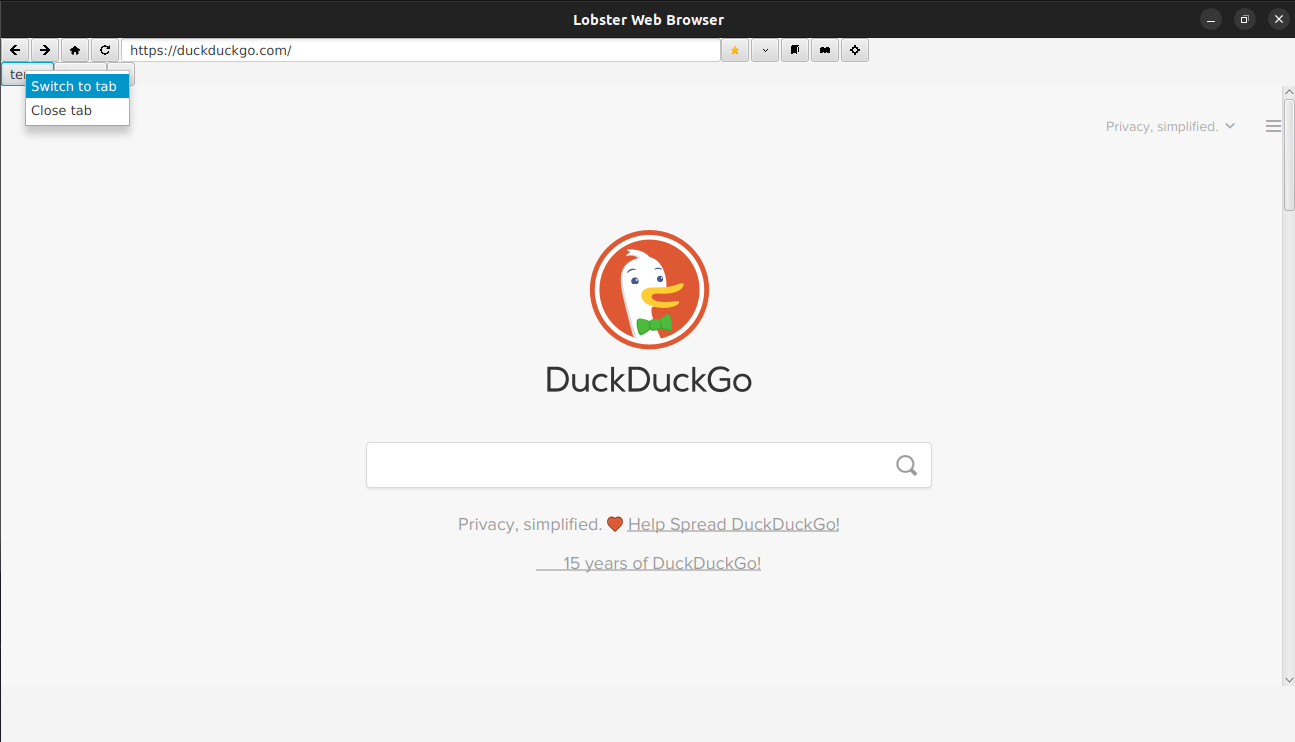 Lobster Web Browser
https://duckduckgo.com/
Switch to tab
Close tab
Privacy, simplified.
DuckDuckGo
Privacy, simplified. Help Spread DuckDuckGo!
15 years of DuckDuckGo!